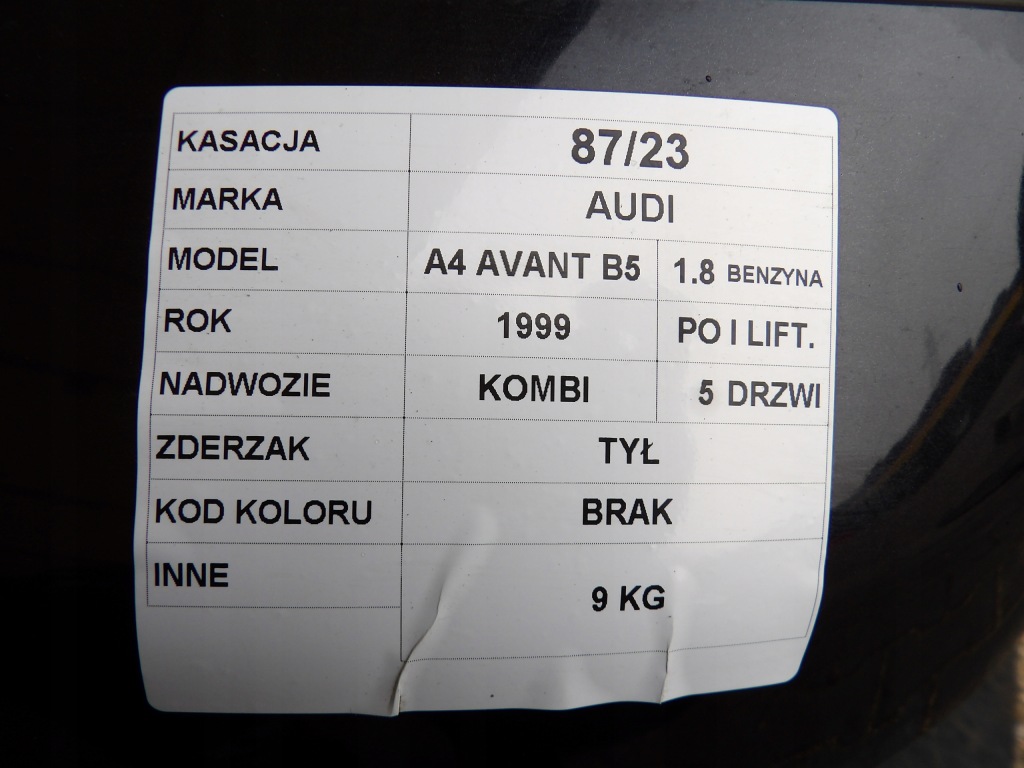 KASACJA 87/23
MARKA AUDI
MODEL A4 AVANT B5 1.8 BENZYNA
ROK 1999 PO I LIFT.
NADWOZIE KOMBI 5 DRZWI
ZDERZAK TYŁ
KOD KOLORU BRAK
INNE 9 KG